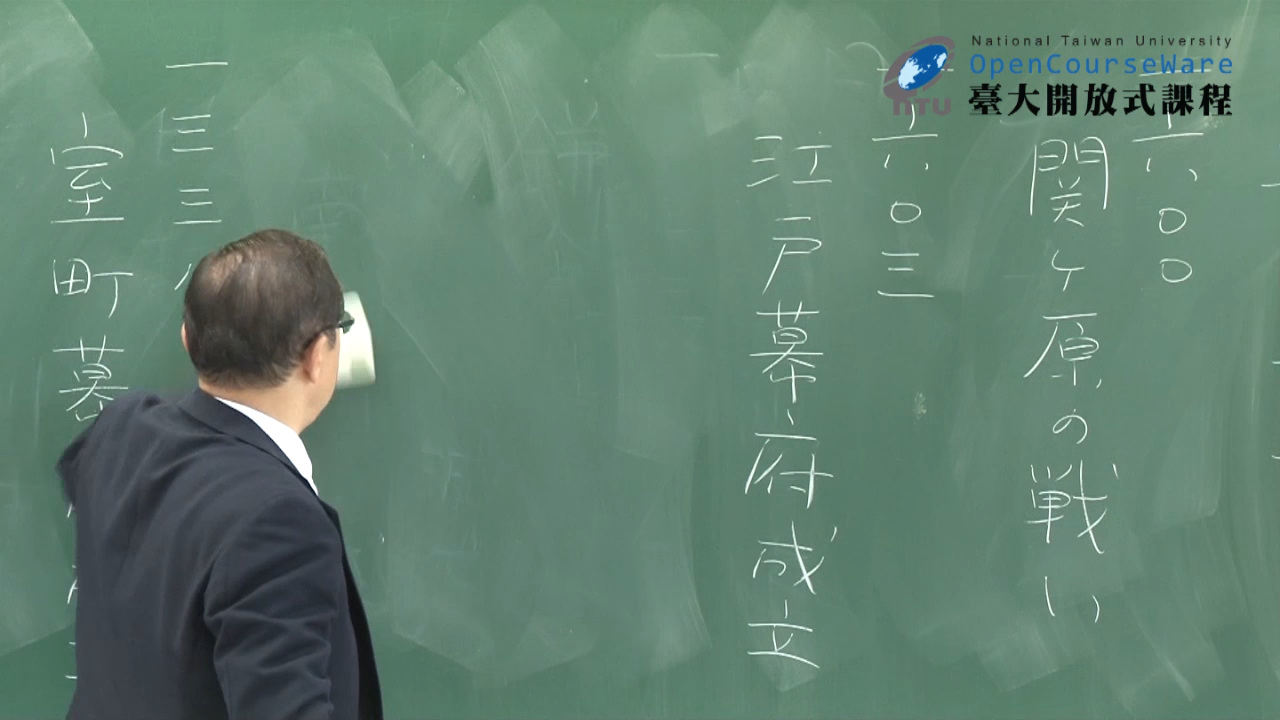 National Taiwan University
OpenCourseWare
臺大開放式課程
NTU
一六〇〇
関ヶ原の戦い
一六〇三
江戸幕府成立
一三三
室町幕